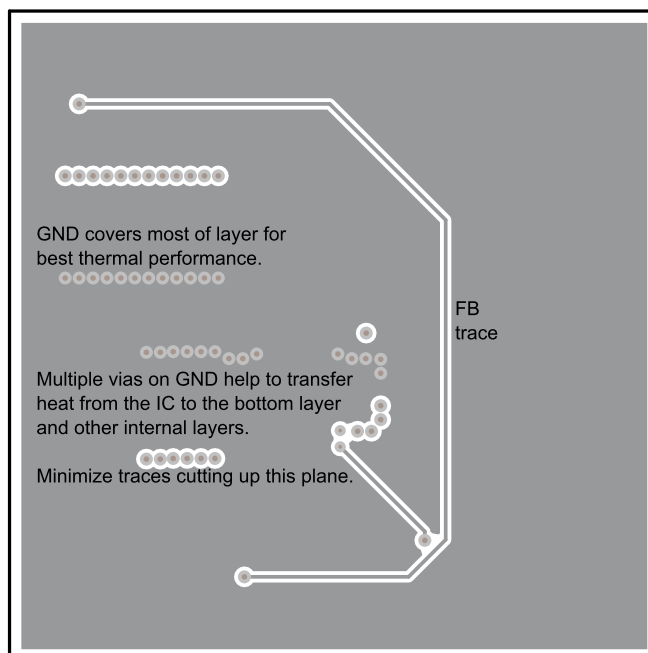 GND covers most of layer for
best thermal performance.
FB
trace
Multiple vias on GND help to transfer
heat from the IC to the bottom layer
and other internal layers.
Minimize traces cutting up this plane.